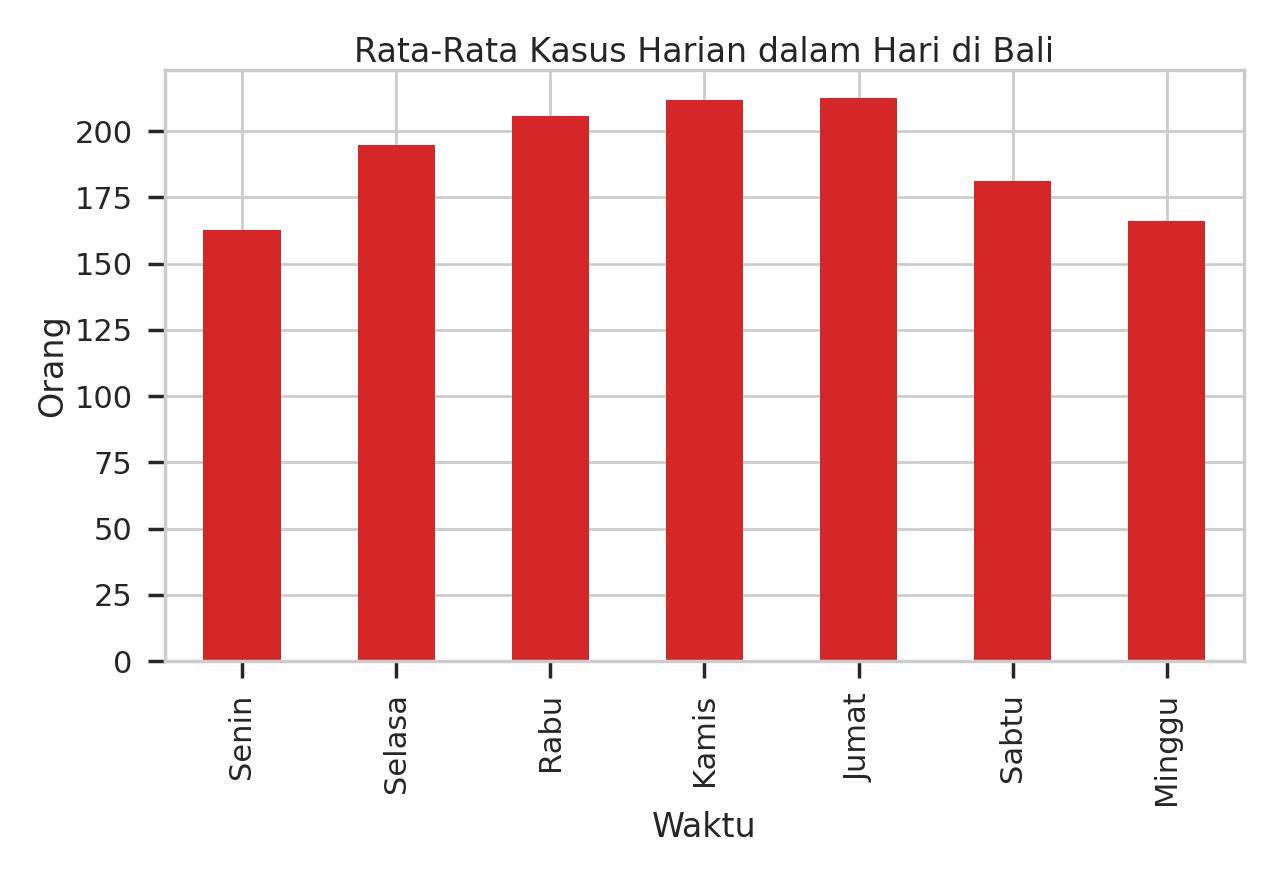 Rata-Rata Kasus Harian dalam Hari di Bali
Orang
200
175
150
125
100
75
50
25
0
Senin
Selasa
Rabu
Kamis
Jumat
Sabtu
Minggu
Waktu